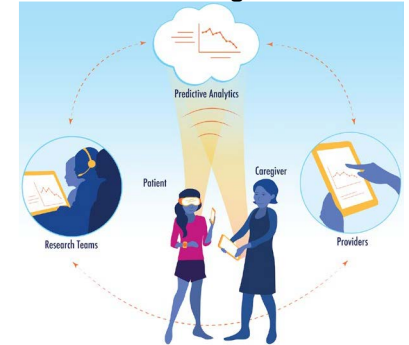 Predictive Analytics
Patient
Caregiver
Research Teams
Providers